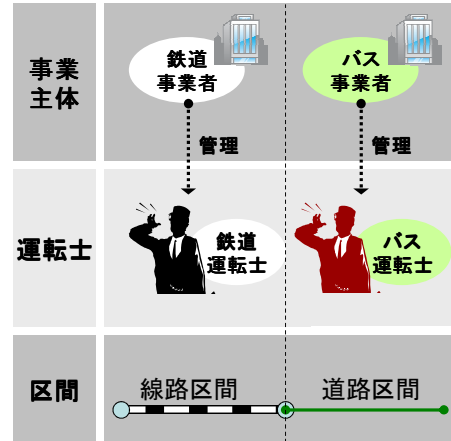 事業
主体
鉄道
事業者
バス
事業者
管理
管理
運転士
鉄道
運転士
バス
運転士
区間
線路区間
道路区間